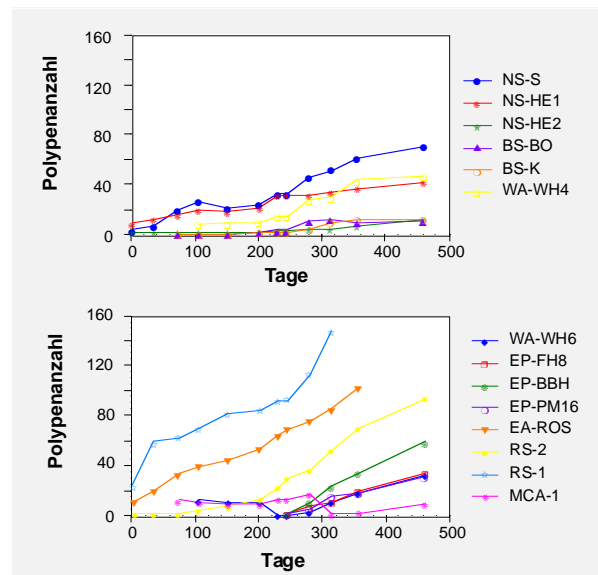 160
120
80
40
0
Polypenanzahl
0 100 200 300 400 500
Tage
NS-S
NS-HE1
NS-HE2
BS-BO
BS-K
WA-WH4
160
120
80
40
0
Polypenanzahl
0 100 200 300 400 500
Tage
WA-WH6
EP-FH8
EP-BBH
EP-PM16
EA-ROS
RS-2
RS-1
MCA-1